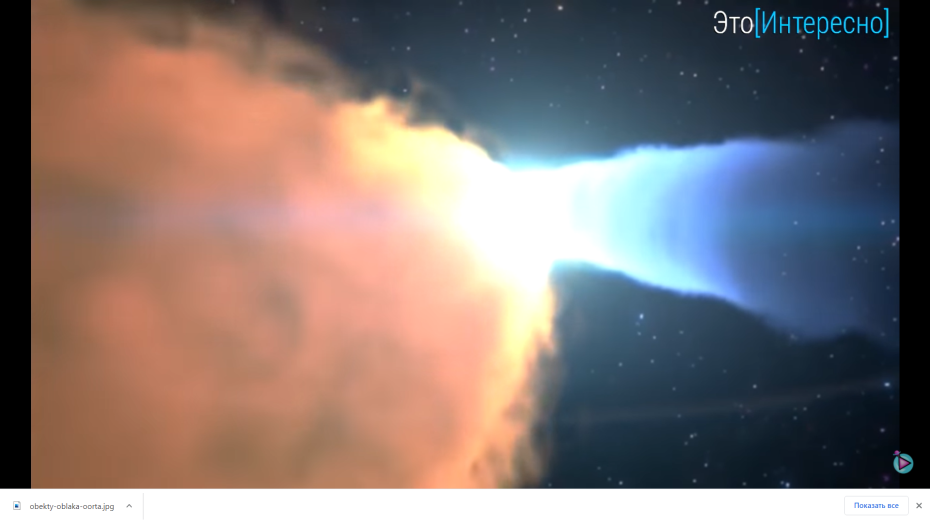 Это[Интересно]
obekty-oblaka-oorta.jpg
Показать все